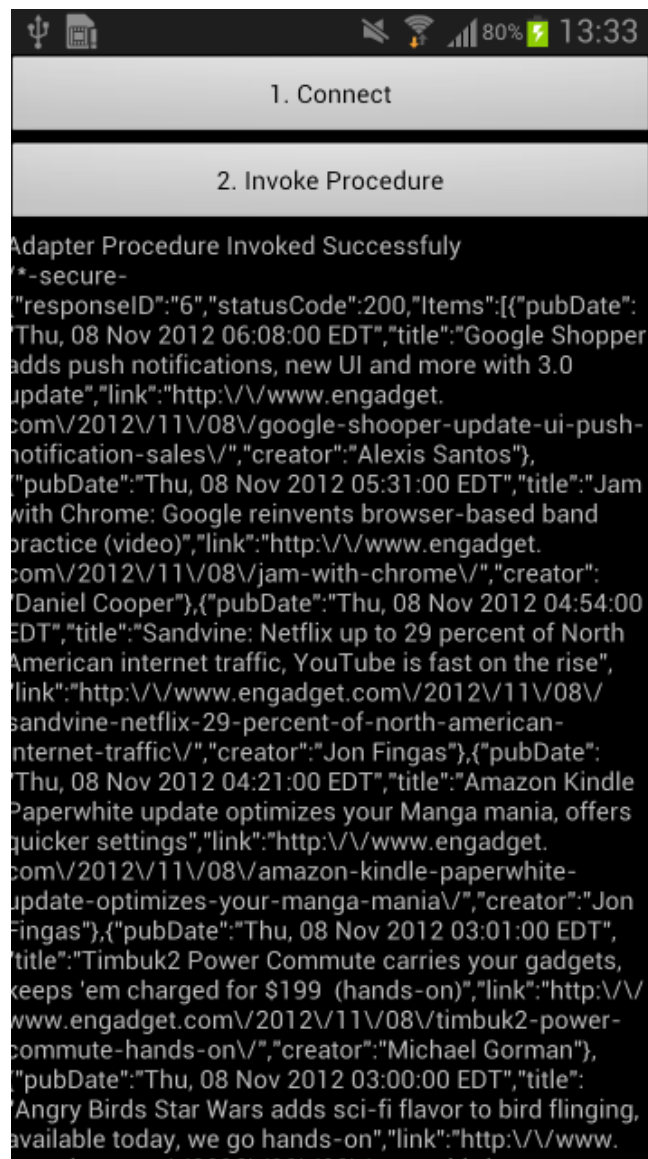 80% 13:33
1. Connect
2. Invoke Procedure
Adapter Procedure Invoked Successfuly
/*-secure-
{"responseID":"6","statusCode":200,"Items":[{"pubDate":
"Thu, 08 Nov 2012 06:08:00 EDT","title":"Google Shopper
adds push notifications, new UI and more with 3.0
update","link":"http:\/\/www.engadget.
com\/2012\/11\/08\/google-shooper-update-ui-push-
notification-sales\/","creator":"Alexis Santos"},
{"pubDate":"Thu, 08 Nov 2012 05:31:00 EDT","title":"Jam
with Chrome: Google reinvents browser-based band
practice (video)","link":"http:\/\/www.engadget.
com\/2012\/11\/08\/jam-with-chrome\/","creator":
"Daniel Cooper"},{"pubDate":"Thu, 08 Nov 2012 04:54:00
EDT","title":"Sandvine: Netflix up to 29 percent of North
American internet traffic, YouTube is fast on the rise",
"link":"http:\/\/www.engadget.com\/2012\/11\/08\/
sandvine-netflix-29-percent-of-north-american-
internet-traffic\/","creator":"Jon Fingas"},{"pubDate":
"Thu, 08 Nov 2012 04:21:00 EDT","title":"Amazon Kindle
Paperwhite update optimizes your Manga mania, offers
quicker settings","link":"http:\/\/www.engadget.
com\/2012\/11\/08\/amazon-kindle-paperwhite-
update-optimizes-your-manga-mania\/","creator":"Jon
Fingas"},{"pubDate":"Thu, 08 Nov 2012 03:01:00 EDT",
"title":"Timbuk2 Power Commute carries your gadgets,
keeps 'em charged for $199  (hands-on)","link":"http:\/\/
www.engadget.com\/2012\/11\/08\/timbuk2-power-
commute-hands-on\/","creator":"Michael Gorman"},
{"pubDate":"Thu, 08 Nov 2012 03:00:00 EDT","title":
"Angry Birds Star Wars adds sci-fi flavor to bird flinging,
available today, we go hands-on","link":"http:\/\/www.